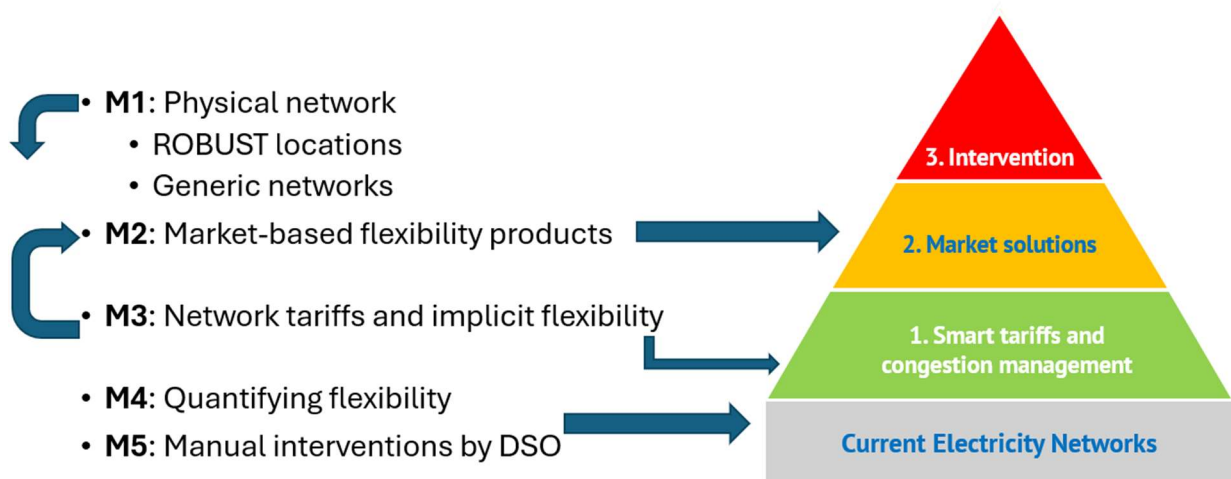 • M1: Physical network
• ROBUST locations
• Generic networks
• M2: Market-based flexibility products
• M3: Network tariffs and implicit flexibility
• M4: Quantifying flexibility
• M5: Manual interventions by DSO
3. Intervention
2. Market solutions
1. Smart tariffs and
congestion management
Current Electricity Networks